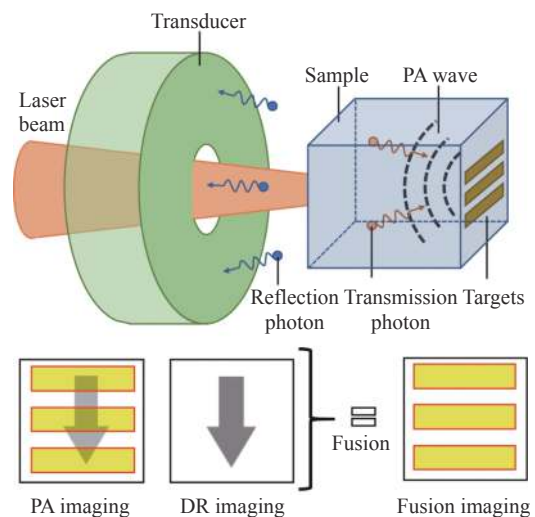 Transducer
Sample
PA wave
Laser
beam
Reflection
photon
Transmission
photon
Targets
Fusion
PA imaging
DR imaging
Fusion imaging